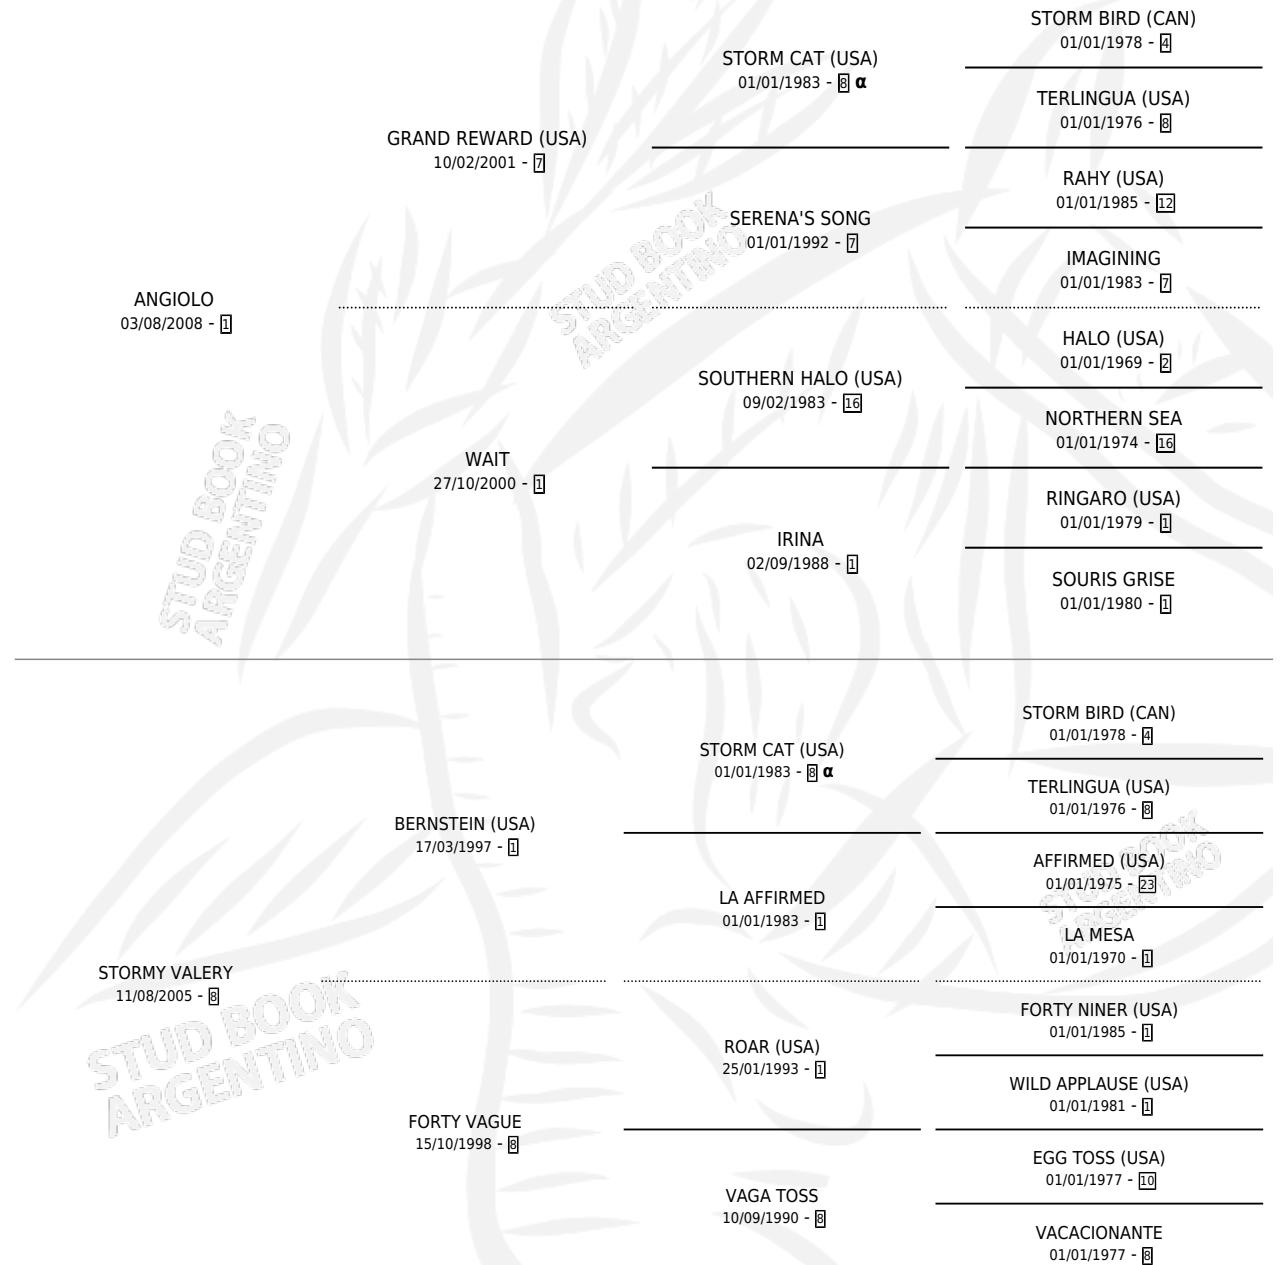 STORM BIRD (CAN)
01/01/1978 - 4
STORM CAT (USA)
01/01/1983 - 8 α
TERLINGUA (USA)
01/01/1976 - 8
GRAND REWARD (USA)
10/02/2001 - 7
RAHY (USA)
01/01/1985 - 12
SERENA'S SONG
01/01/1992 - 7
IMAGINING
01/01/1983 - 7
STUD BOOK
ARGENTINO
ANGIOLO
03/08/2008 - 1
HALO (USA)
01/01/1969 - 2
SOUTHERN HALO (USA)
09/02/1983 - 16
NORTHERN SEA
01/01/1974 - 16
WAIT
27/10/2000 - 1
RINGARO (USA)
01/01/1979 - 1
IRINA
02/09/1988 - 1
SOURIS GRISE
01/01/1980 - 1
STUD BOOK
ARGENTINO
STORM BIRD (CAN)
01/01/1978 - 4
STORM CAT (USA)
01/01/1983 - 8 α
TERLINGUA (USA)
01/01/1976 - 8
BERNSTEIN (USA)
17/03/1997 - 1
AFFIRMED (USA)
01/01/1975 - 23
LA AFFIRMED
01/01/1983 - 1
LA MESA
01/01/1970 - 1
STUD BOOK
ARGENTINO
STORMY VALERY
11/08/2005 - 8
FORTY NINER (USA)
01/01/1985 - 1
ROAR (USA)
25/01/1993 - 1
WILD APPLAUSE (USA)
01/01/1981 - 1
FORTY VAGUE
15/10/1998 - 8
EGG TOSS (USA)
01/01/1977 - 10
VAGA TOSS
10/09/1990 - 8
VACACIONANTE
01/01/1977 - 8
STUD BOOK
ARGENTINO